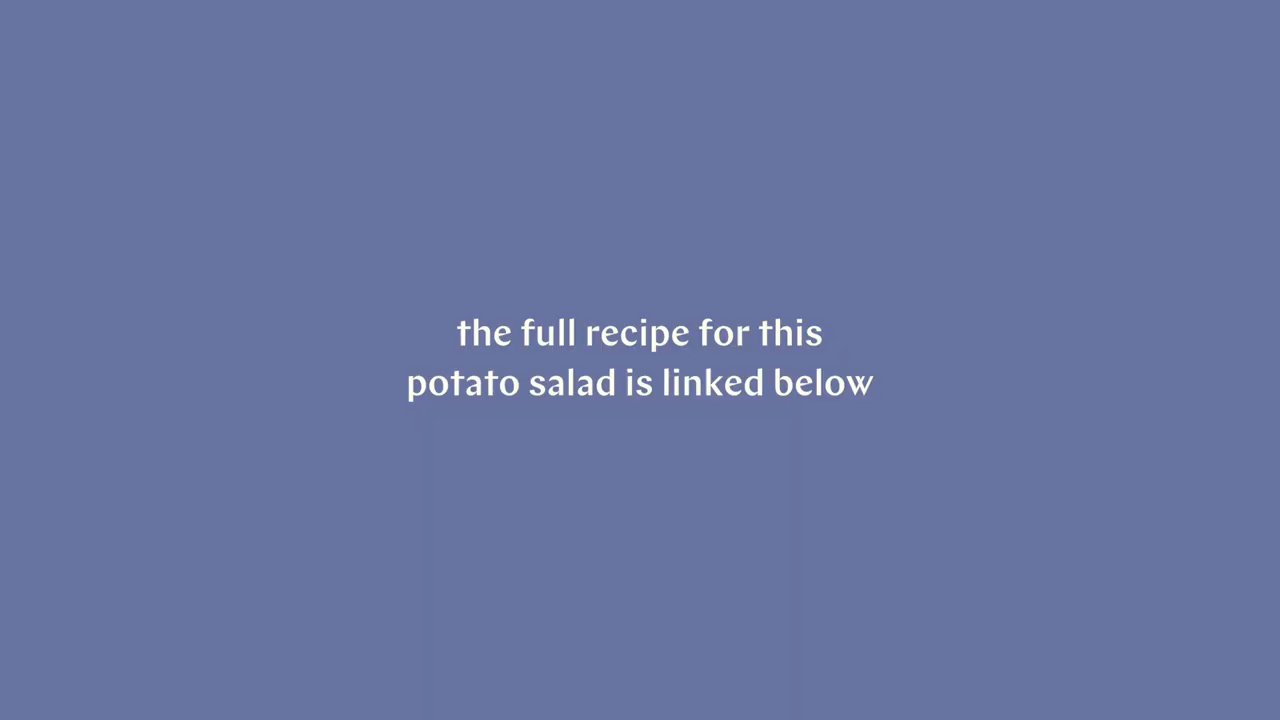 the full recipe for this
potato salad is linked below